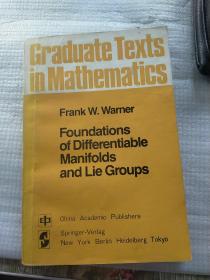 Graduate Texts
in Mathematics
Frank W. Warner
Foundations
of Differentiable
Manifolds
and Lie Groups
China Academic Publishers
Springer-Verlag
New York Berlin Heidelberg Tokyo